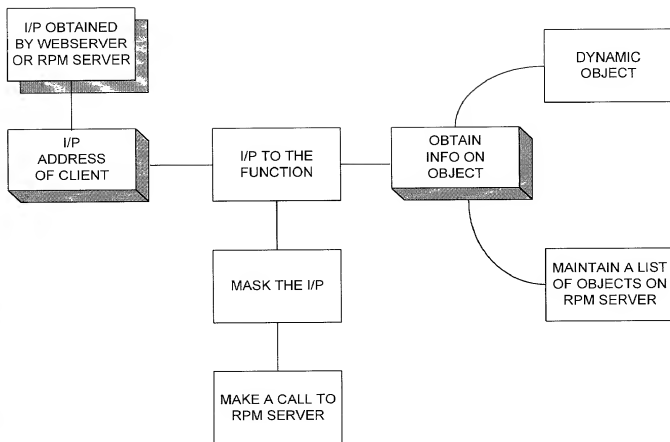 I/P OBTAINED
BY WEBSERVER
OR RPM SERVER
DYNAMIC
OBJECT
I/P
ADDRESS
OF CLIENT
I/P TO THE
FUNCTION
OBTAIN
INFO ON
OBJECT
MASK THE I/P
MAINTAIN A LIST
OF OBJECTS ON
RPM SERVER
MAKE A CALL TO
RPM SERVER